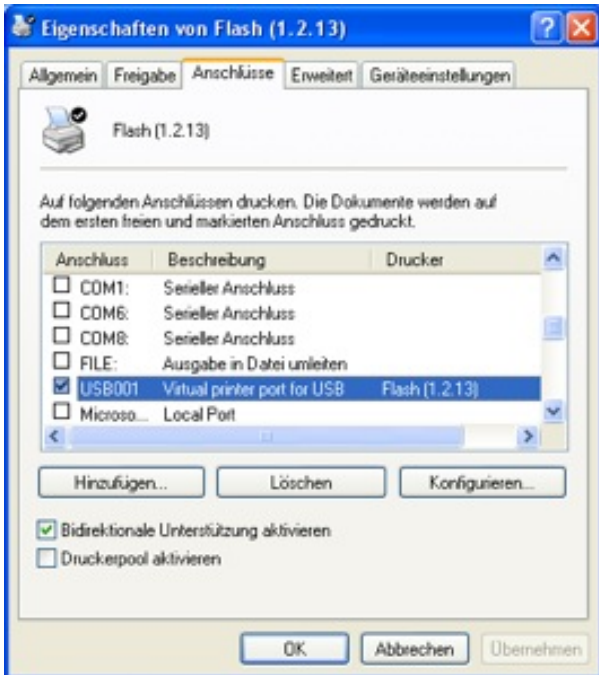 Eigenschaften von Flash (1.2.13)
Allgemein Freigabe Anschlüsse Erweitert Geräteeinstellungen
Flash (1.2.13)
Auf folgenden Anschlüssen drucken. Die Dokumente werden auf
dem ersten freien und markierten Anschluss gedruckt.
Anschluss Beschreibung Drucker
COM1: Serieller Anschluss
COM6: Serieller Anschluss
COM8: Serieller Anschluss
FILE: Ausgabe in Datei umleiten
USB001 Virtual printer port for USB Flash (1.2.13)
Microso... Local Port
Hinzufügen... Löschen Konfigurieren...
Bidirektionale Unterstützung aktivieren
Druckerpool aktivieren
OK Abbrechen Übernehmen